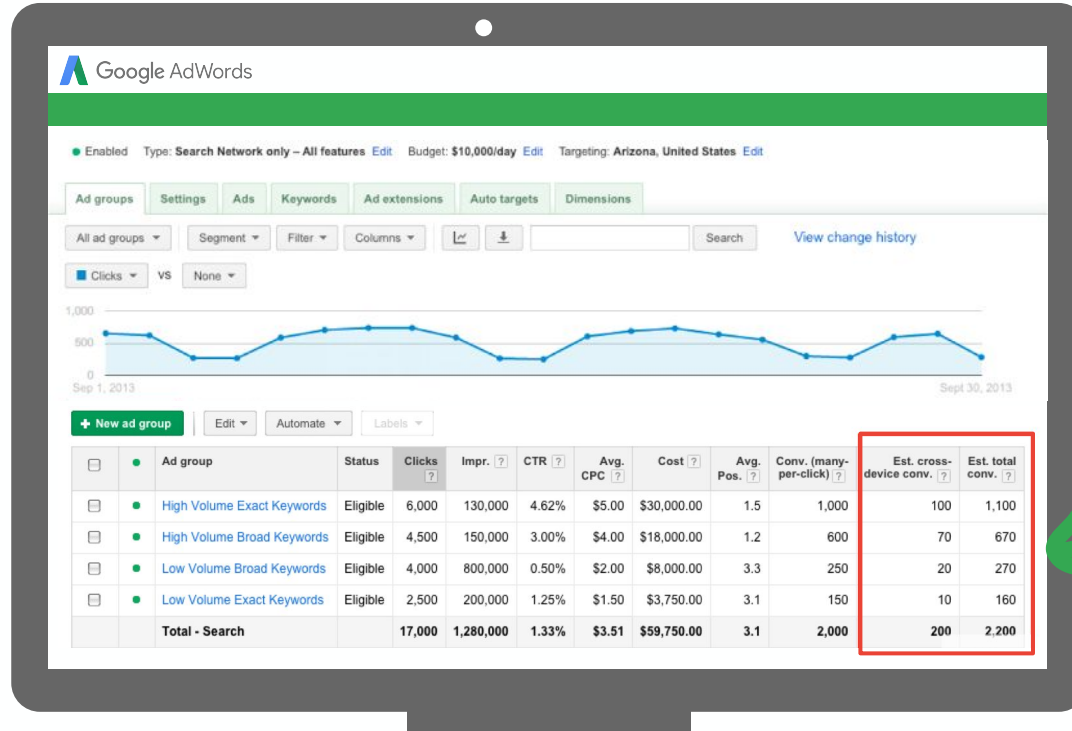 Google AdWords
Enabled Type: Search Network only – All features Edit Budget: $10,000/day Edit Targeting: Arizona, United States Edit
Ad groups Settings Ads Keywords Ad extensions Auto targets Dimensions
All ad groups Segment Filter Columns Search View change history
Clicks VS None
1,000
500
0
Sep 1, 2013 Sept 30, 2013
+ New ad group Edit Automate Labels
Ad group Status Clicks ? Impr. ? CTR ? Avg. CPC ? Cost ? Avg. Pos. ? Conv. (many-per-click) ? Est. cross-device conv. ? Est. total conv. ?
High Volume Exact Keywords Eligible 6,000 130,000 4.62% $5.00 $30,000.00 1.5 1,000 100 1,100
High Volume Broad Keywords Eligible 4,500 150,000 3.00% $4.00 $18,000.00 1.2 600 70 670
Low Volume Broad Keywords Eligible 4,000 800,000 0.50% $2.00 $8,000.00 3.3 250 20 270
Low Volume Exact Keywords Eligible 2,500 200,000 1.25% $1.50 $3,750.00 3.1 150 10 160
Total - Search 17,000 1,280,000 1.33% $3.51 $59,750.00 3.1 2,000 200 2,200